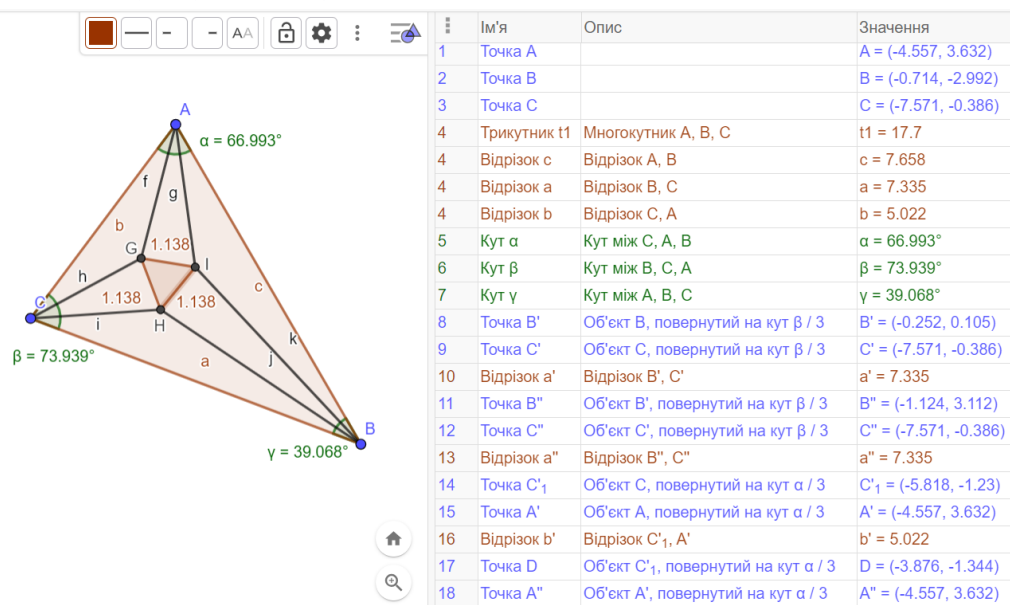 AA
A
α = 66.993°
f
g
b
G
1.138
I
h
c
C
1.138
1.138
i
H
k
β = 73.939°
a
j
B
γ = 39.068°
Ім'я Опис Значення
1 Точка A A = (-4.557, 3.632)
2 Точка B B = (-0.714, -2.992)
3 Точка C C = (-7.571, -0.386)
4 Трикутник t1 Многокутник A, B, C t1 = 17.7
4 Відрізок c Відрізок A, B c = 7.658
4 Відрізок a Відрізок B, C a = 7.335
4 Відрізок b Відрізок C, A b = 5.022
5 Кут α Кут між C, A, B α = 66.993°
6 Кут β Кут між B, C, A β = 73.939°
7 Кут γ Кут між A, B, C γ = 39.068°
8 Точка B' Об'єкт B, повернутий на кут β / 3 B' = (-0.252, 0.105)
9 Точка C' Об'єкт C, повернутий на кут β / 3 C' = (-7.571, -0.386)
10 Відрізок a' Відрізок B', C' a' = 7.335
11 Точка B" Об'єкт B', повернутий на кут β / 3 B" = (-1.124, 3.112)
12 Точка C" Об'єкт C', повернутий на кут β / 3 C" = (-7.571, -0.386)
13 Відрізок a" Відрізок B", C" a" = 7.335
14 Точка C'₁ Об'єкт C, повернутий на кут α / 3 C'₁ = (-5.818, -1.23)
15 Точка A' Об'єкт A, повернутий на кут α / 3 A' = (-4.557, 3.632)
16 Відрізок b' Відрізок C'₁, A' b' = 5.022
17 Точка D Об'єкт C'₁, повернутий на кут α / 3 D = (-3.876, -1.344)
18 Точка A" Об'єкт A', повернутий на кут α / 3 A" = (-4.557, 3.632)